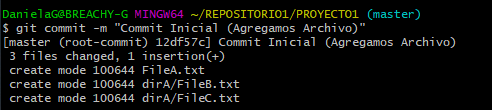 DanielaG@BREACHY-G MINGW64 ~/REPOSITORIO1/PROYECTO1 (master)
$ git commit -m "Commit Inicial (Agregamos Archivo)"
[master (root-commit) 12df57c] Commit Inicial (Agregamos Archivo)
 3 files changed, 1 insertion(+)
 create mode 100644 FileA.txt
 create mode 100644 dirA/FileB.txt
 create mode 100644 dirA/FileC.txt